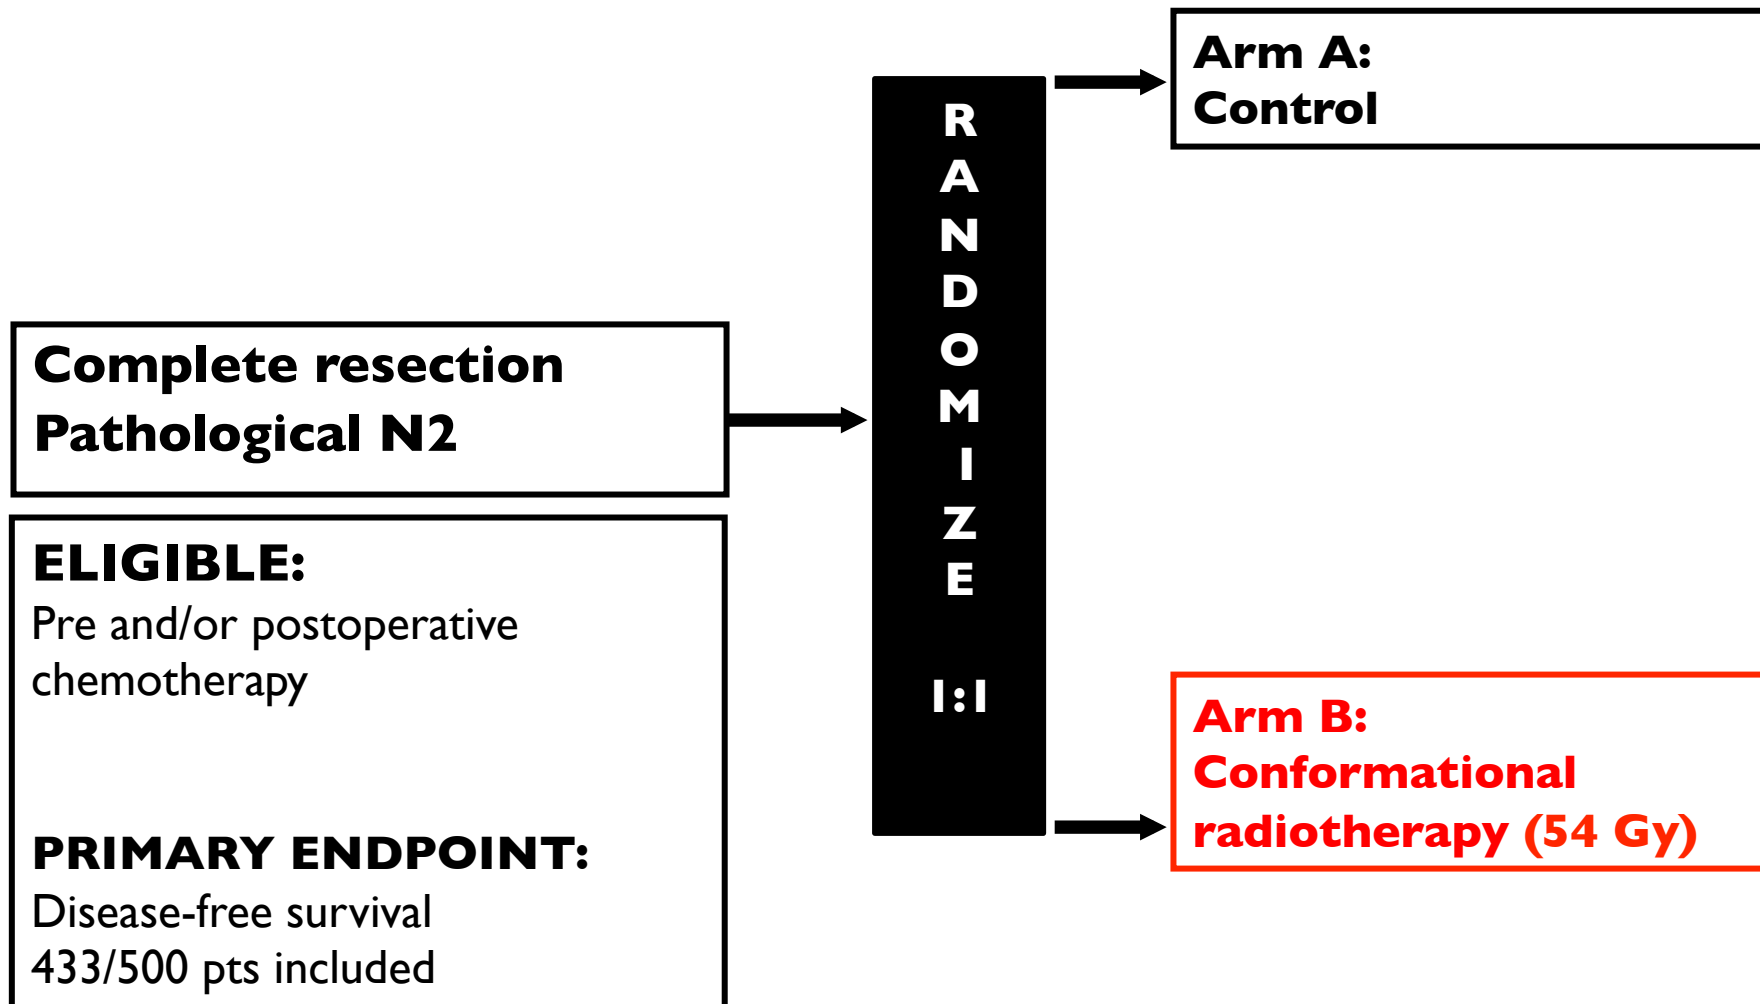 Complete resection
Pathological N2
ELIGIBLE:
Pre and/or postoperative
chemotherapy
PRIMARY ENDPOINT:
Disease-free survival
433/500 pts included
R
A
N
D
O
M
I
Z
E
1:1
Arm A:
Control
Arm B:
Conformational
radiotherapy (54 Gy)